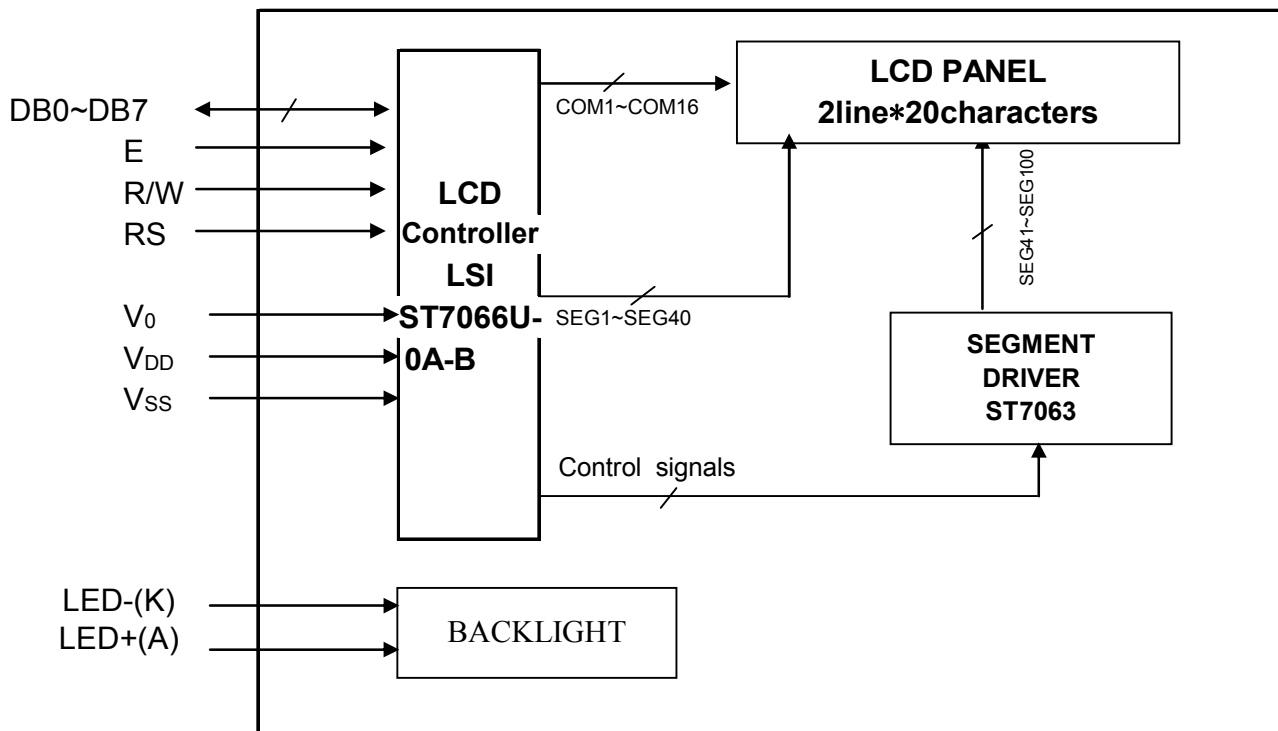 DB0~DB7
E
R/W
RS
V0
VDD
VSS
LED-(K)
LED+(A)
LCD
Controller
LSI
ST7066U-
0A-B
COM1~COM16
SEG1~SEG40
Control signals
LCD PANEL
2line*20characters
SEG41~SEG100
SEGMENT
DRIVER
ST7063
BACKLIGHT